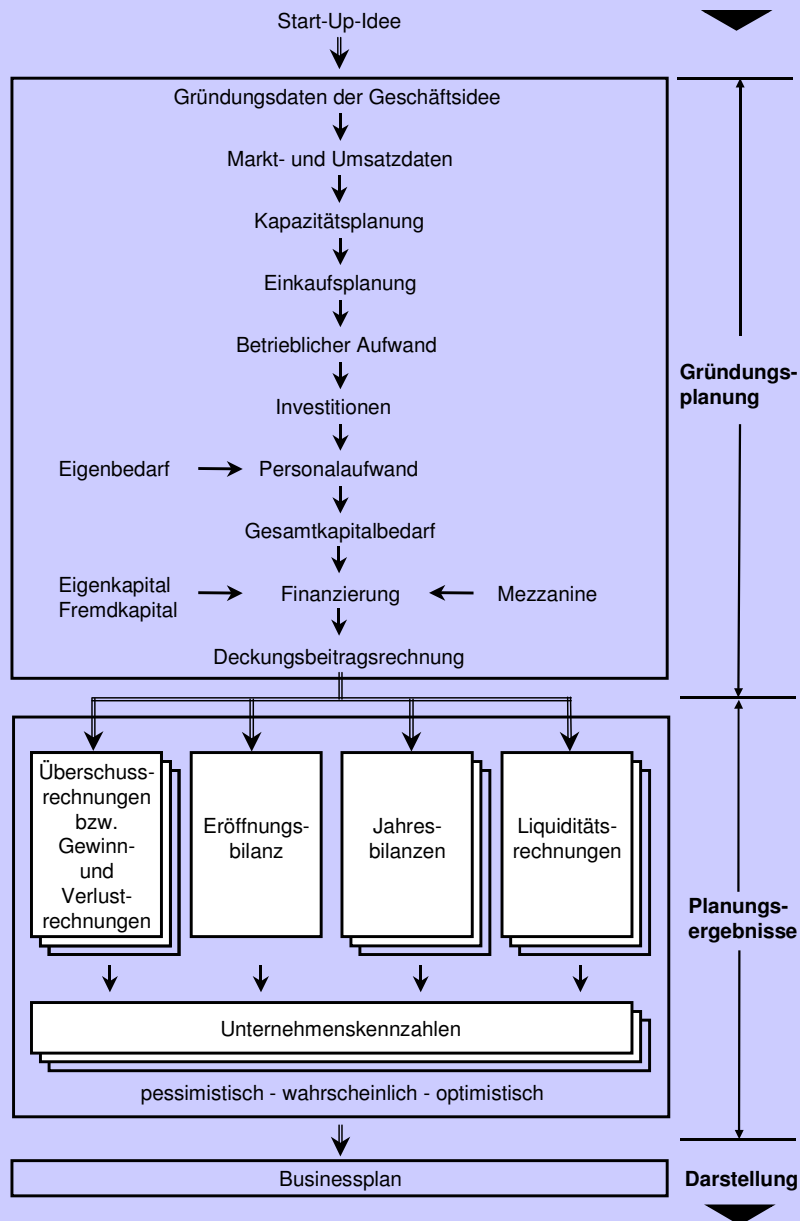 Start-Up-Idee
Gründungsdaten der Geschäftsidee
Markt- und Umsatzdaten
Kapazitätsplanung
Einkaufsplanung
Betrieblicher Aufwand
Investitionen
Eigenbedarf
Personalaufwand
Gesamtkapitalbedarf
Eigenkapital
Fremdkapital
Finanzierung
Mezzanine
Deckungsbeitragsrechnung
Gründungs-
planung
Überschuss-
rechnungen
bzw.
Gewinn-
und
Verlust-
rechnungen
Eröffnungs-
bilanz
Jahres-
bilanzen
Liquiditäts-
rechnungen
Unternehmenskennzahlen
pessimistisch - wahrscheinlich - optimistisch
Planungs-
ergebnisse
Businessplan
Darstellung